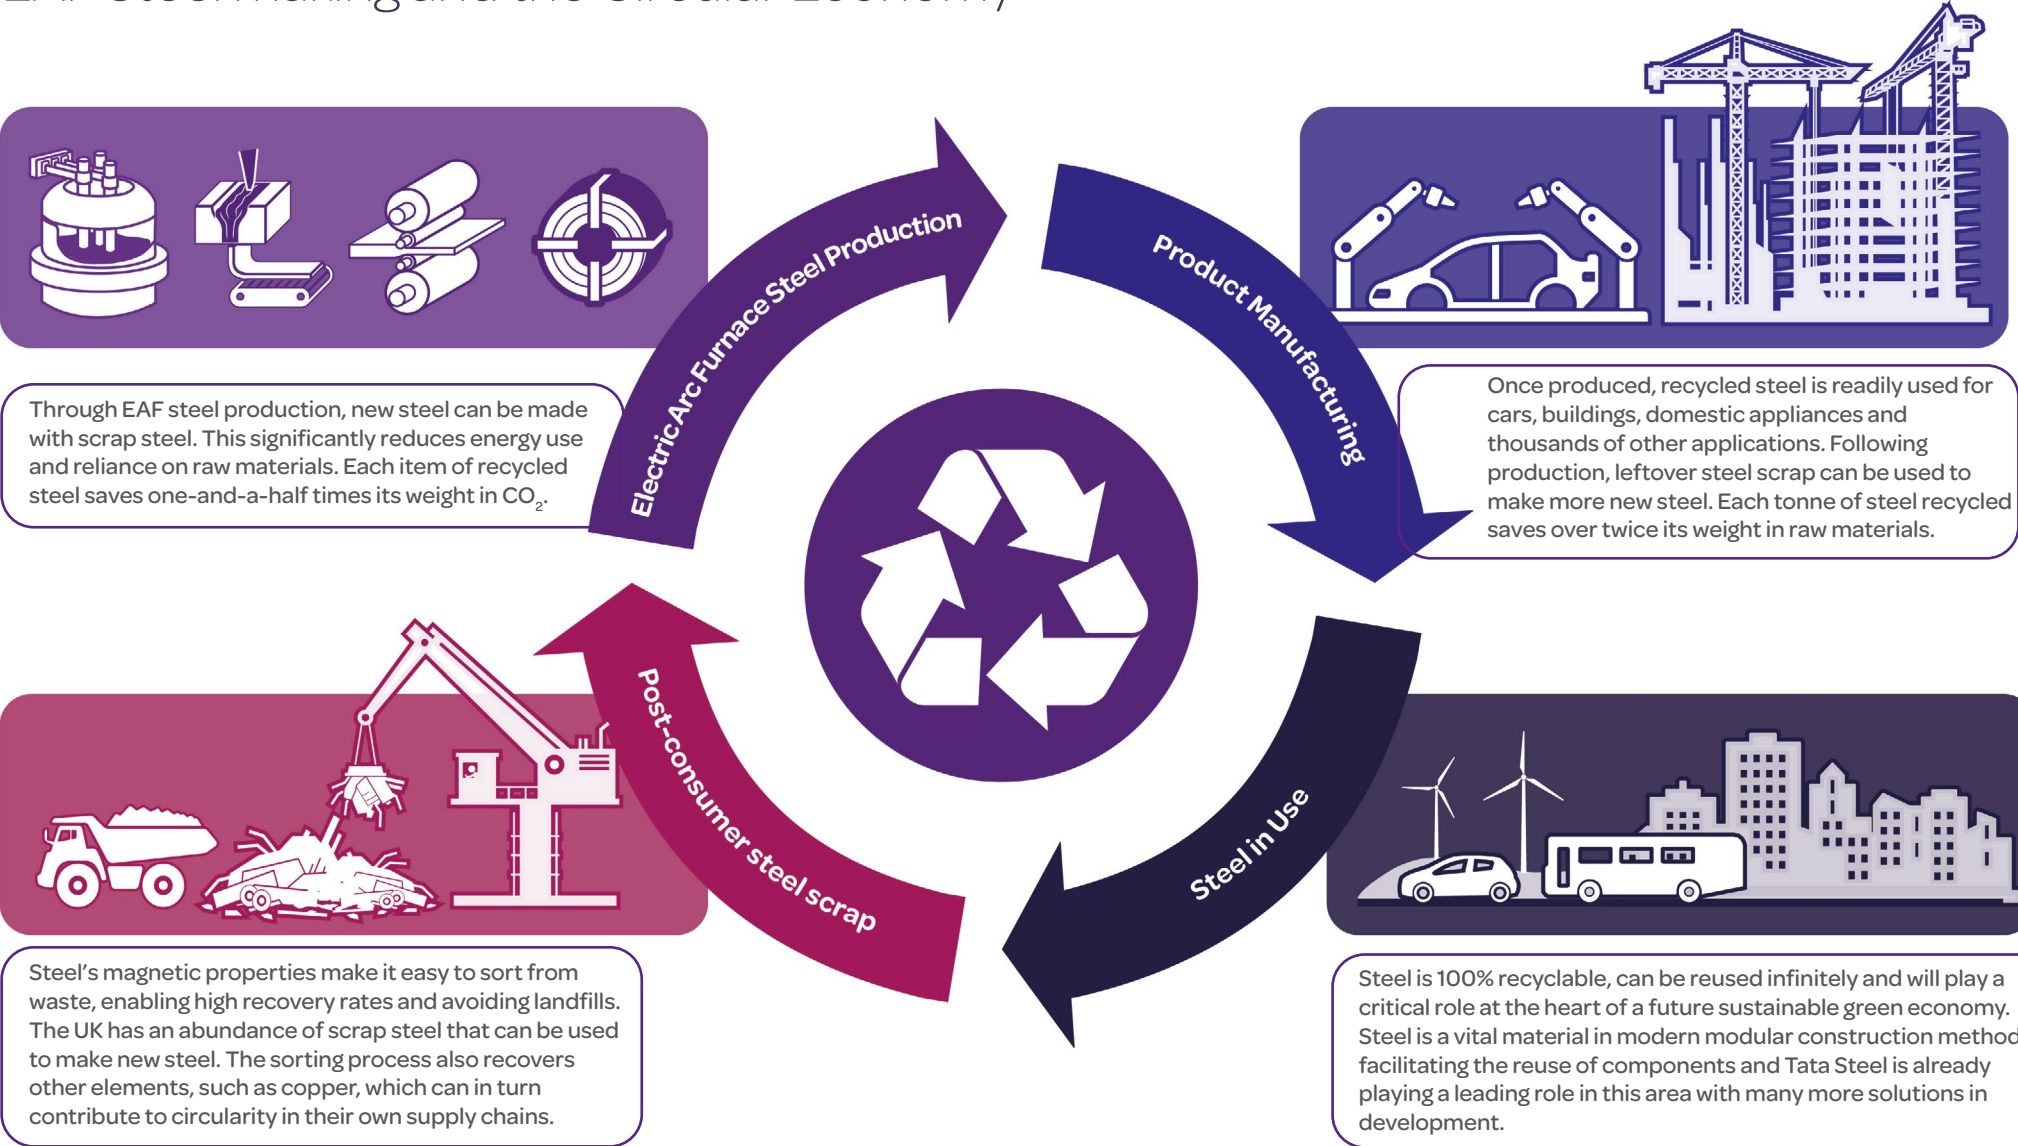 EAF Steelmaking and the Circular Economy
Electric Arc Furnace Steel Production
Product Manufacturing
Through EAF steel production, new steel can be made
with scrap steel. This significantly reduces energy use
and reliance on raw materials. Each item of recycled
steel saves one-and-a-half times its weight in CO₂.
Once produced, recycled steel is readily used for
cars, buildings, domestic appliances and
thousands of other applications. Following
production, leftover steel scrap can be used to
make more new steel. Each tonne of steel recycled
saves over twice its weight in raw materials.
Post-consumer steel scrap
Steel in Use
Steel's magnetic properties make it easy to sort from
waste, enabling high recovery rates and avoiding landfills.
The UK has an abundance of scrap steel that can be used
to make new steel. The sorting process also recovers
other elements, such as copper, which can in turn
contribute to circularity in their own supply chains.
Steel is 100% recyclable, can be reused infinitely and will play a
critical role at the heart of a future sustainable green economy.
Steel is a vital material in modern modular construction method
facilitating the reuse of components and Tata Steel is already
playing a leading role in this area with many more solutions in
development.